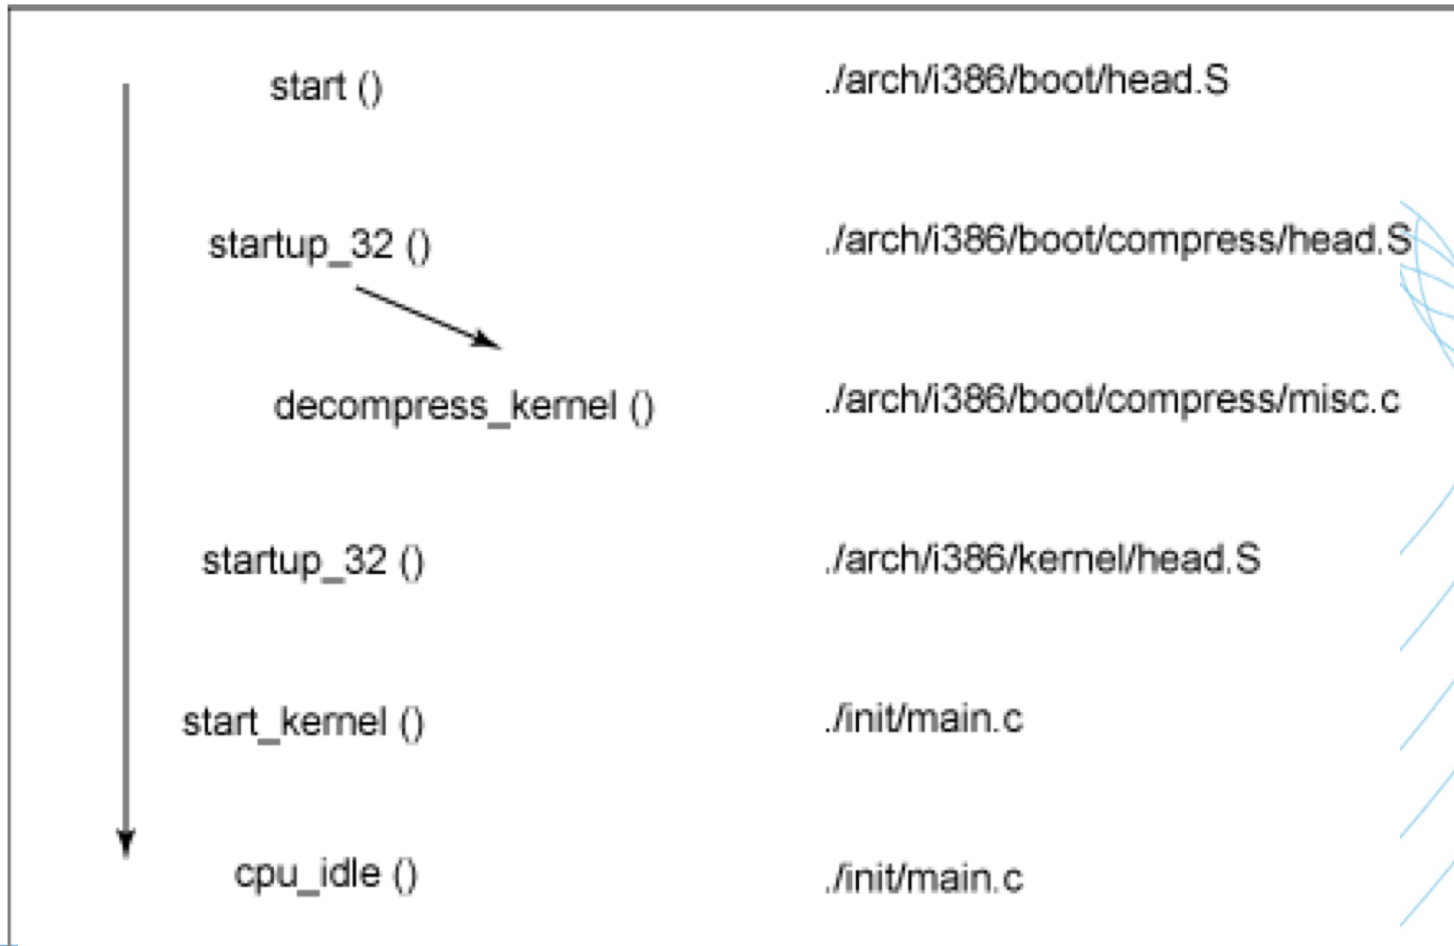 start () ./arch/i386/boot/head.S
startup_32 () ./arch/i386/boot/compress/head.S
decompress_kernel () ./arch/i386/boot/compress/misc.c
startup_32 () ./arch/i386/kernel/head.S
start_kernel () ./init/main.c
cpu_idle () ./init/main.c